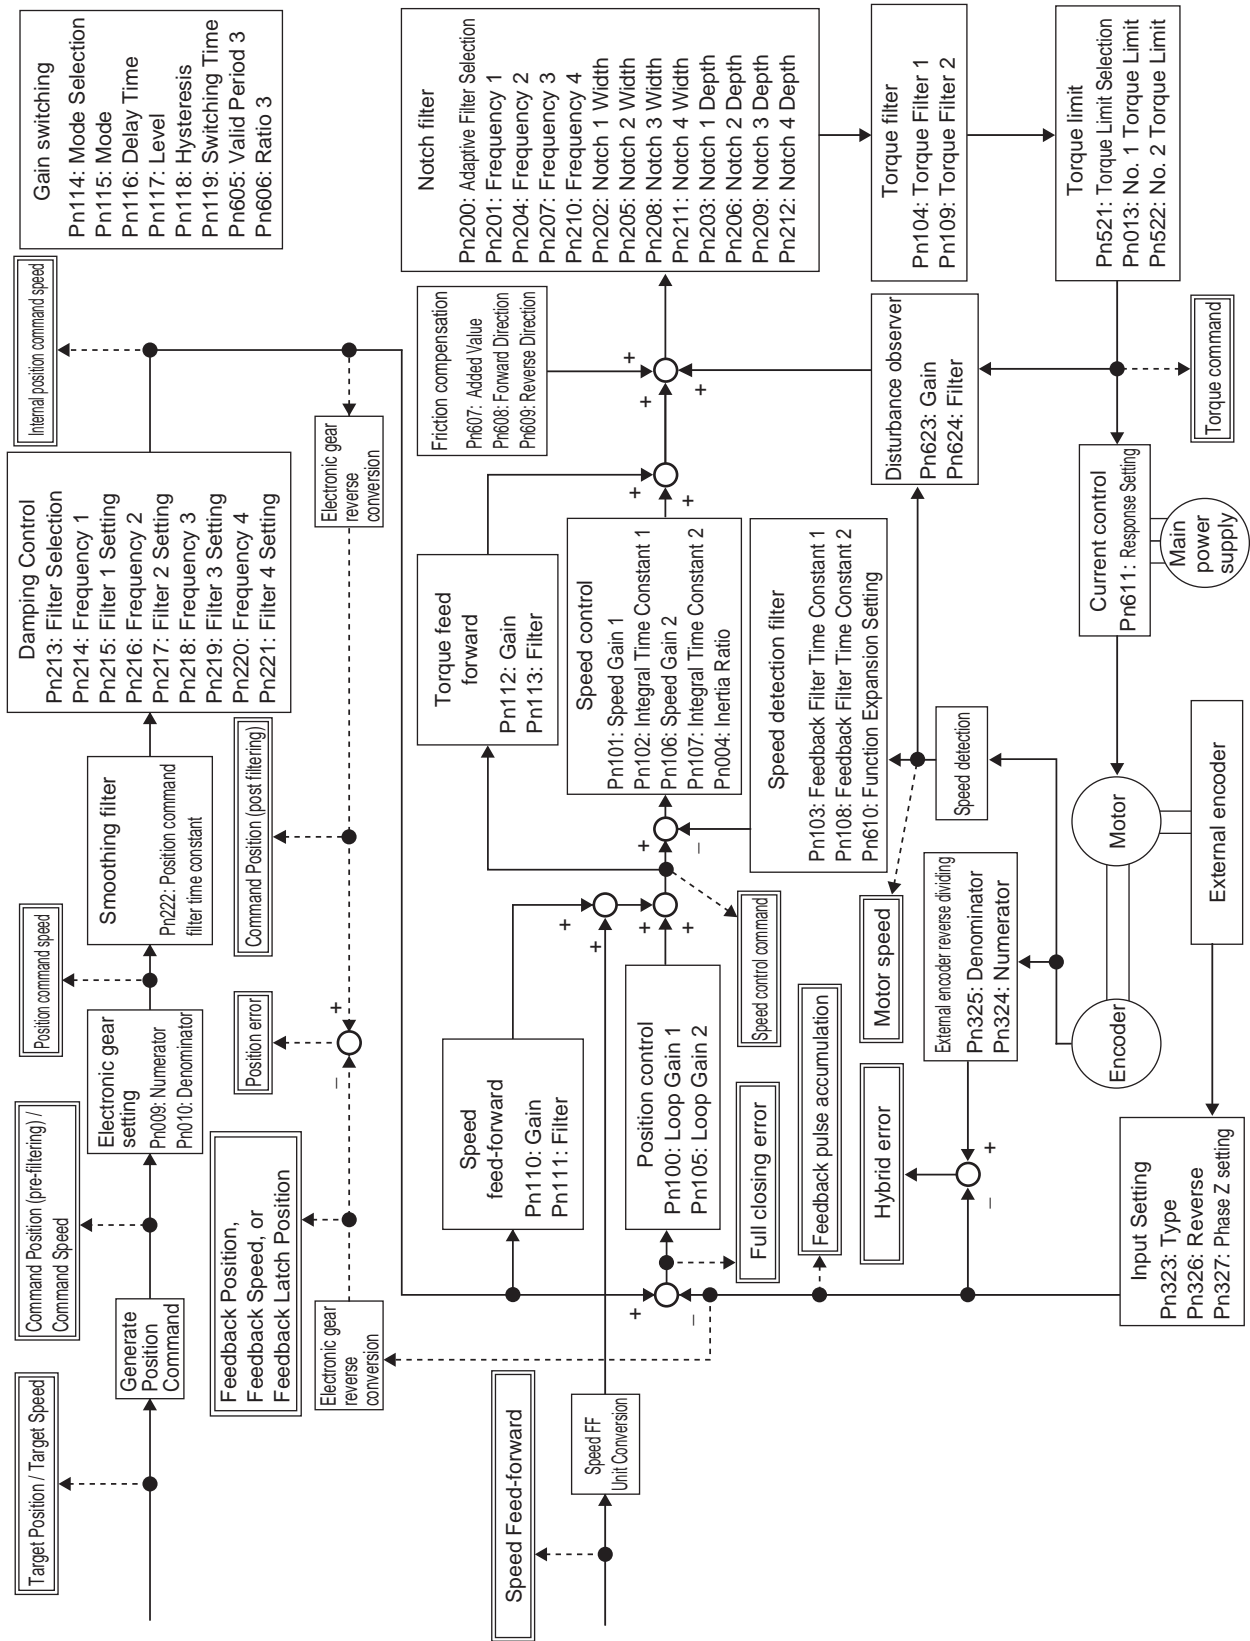 Target Position / Target Speed
Generate
Position
Command
Command Position (pre-filtering) /
Command Speed
Electronic gear
setting
Pn009: Numerator
Pn010: Denominator
Position command speed
Smoothing filter
Pn222: Position command
filter time constant
Damping Control
Pn213: Filter Selection
Pn214: Frequency 1
Pn215: Filter 1 Setting
Pn216: Frequency 2
Pn217: Filter 2 Setting
Pn218: Frequency 3
Pn219: Filter 3 Setting
Pn220: Frequency 4
Pn221: Filter 4 Setting
Internal position command speed
Gain switching
Pn114: Mode Selection
Pn115: Mode
Pn116: Delay Time
Pn117: Level
Pn118: Hysteresis
Pn119: Switching Time
Pn605: Valid Period 3
Pn606: Ratio 3
Feedback Position,
Feedback Speed, or
Feedback Latch Position
Position error
Command Position (post filtering)
Electronic gear
reverse
conversion
−
+
Electronic gear
reverse
conversion
Speed Feed-forward
Speed FF
Unit Conversion
Speed
feed-forward
Pn110: Gain
Pn111: Filter
+
+
Torque feed
forward
Pn112: Gain
Pn113: Filter
Friction compensation
Pn607: Added Value
Pn608: Forward Direction
Pn609: Reverse Direction
Notch filter
Pn200: Adaptive Filter Selection
Pn201: Frequency 1
Pn204: Frequency 2
Pn207: Frequency 3
Pn210: Frequency 4
Pn202: Notch 1 Width
Pn205: Notch 2 Width
Pn208: Notch 3 Width
Pn211: Notch 4 Width
Pn203: Notch 1 Depth
Pn206: Notch 2 Depth
Pn209: Notch 3 Depth
Pn212: Notch 4 Depth
+
−
Position control
Pn100: Loop Gain 1
Pn105: Loop Gain 2
+
+
+
−
Speed control
Pn101: Speed Gain 1
Pn102: Integral Time Constant 1
Pn106: Speed Gain 2
Pn107: Integral Time Constant 2
Pn004: Inertia Ratio
+
+
+
+
+
Full closing error
Speed control command
Speed detection filter
Pn103: Feedback Filter Time Constant 1
Pn108: Feedback Filter Time Constant 2
Pn610: Function Expansion Setting
Disturbance observer
Pn623: Gain
Pn624: Filter
Torque filter
Pn104: Torque Filter 1
Pn109: Torque Filter 2
Feedback pulse accumulation
Hybrid error
Motor speed
External encoder reverse dividing
Pn325: Denominator
Pn324: Numerator
Speed detection
−
+
Torque limit
Pn521: Torque Limit Selection
Pn013: No. 1 Torque Limit
Pn522: No. 2 Torque Limit
Torque command
Current control
Pn611: Response Setting
Main
power
supply
Encoder
Motor
Input Setting
Pn323: Type
Pn326: Reverse
Pn327: Phase Z setting
External encoder